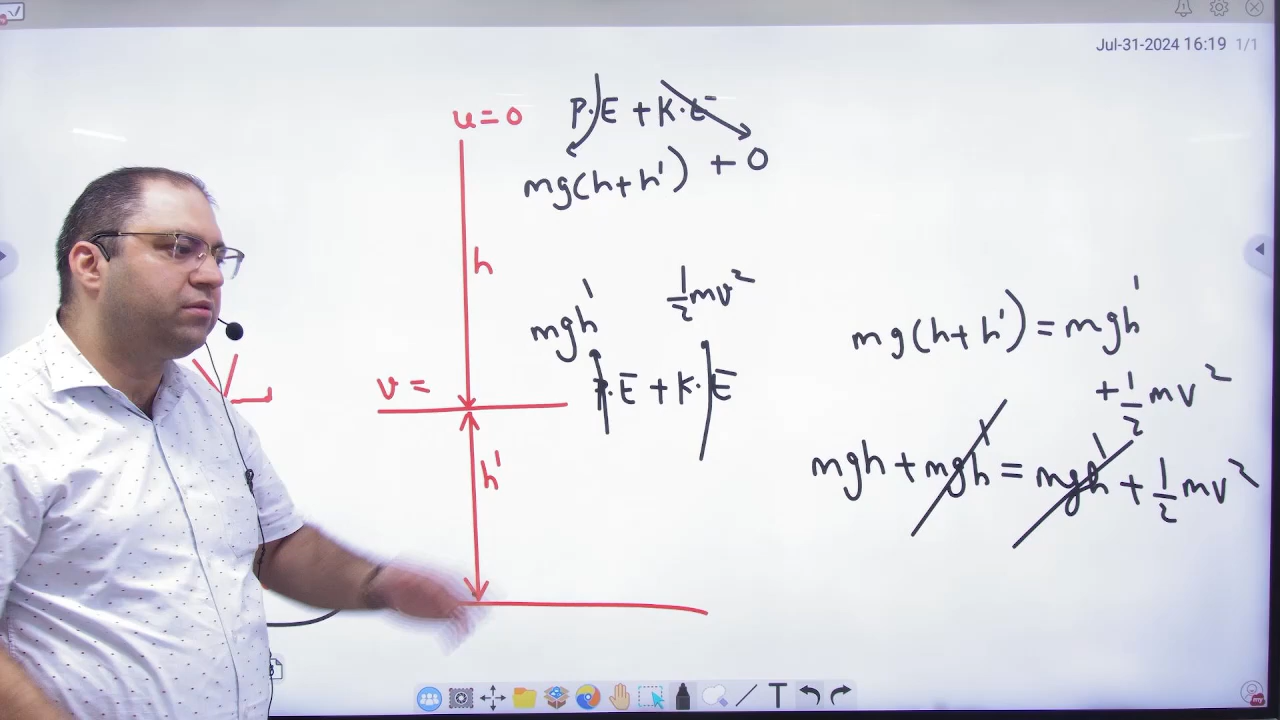 Jul-31-2024 16:19 1/1
u = 0
P.E + K.E
mg(h+h') + 0
h
mgh' 1/2 mv²
v =
P.E + K.E
h'
mg(h+h') = mgh'
+ 1/2 mv²
mgh + mgh' = mgh' + 1/2 mv²
T